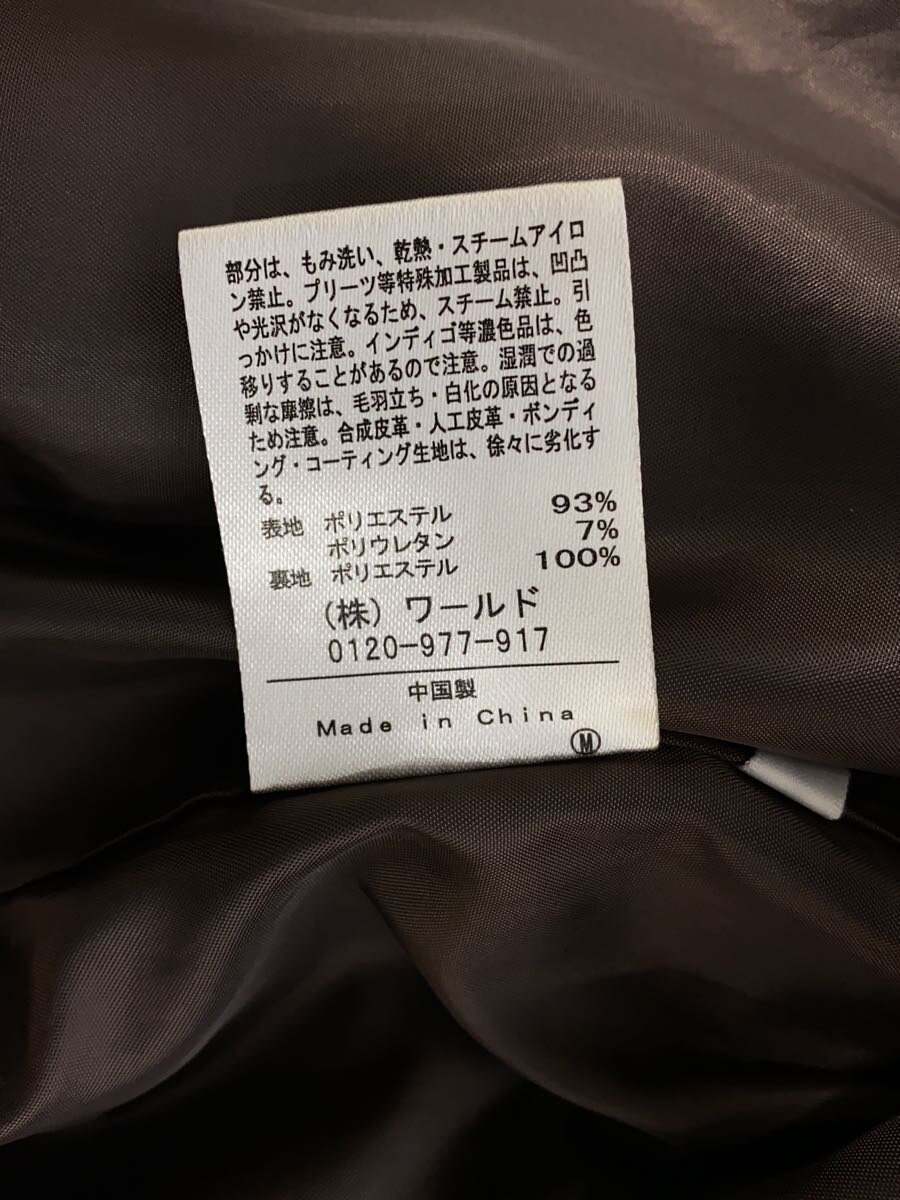 部分は、もみ洗い、乾熱・スチームアイロ
ン禁止。プリーツ等特殊加工製品は、凹凸
や光沢がなくなるため、スチーム禁止。引
っかけに注意。インディゴ等濃色品は、色
移りすることがあるので注意。湿潤での過
剰な摩擦は、毛羽立ち・白化の原因となる
ため注意。合成皮革・人工皮革・ボンディ
ング・コーティング生地は、徐々に劣化す
る。
表地 ポリエステル 93%
ポリウレタン 7%
裏地 ポリエステル 100%
(株) ワールド
0120-977-917
中国製
Made in China
M